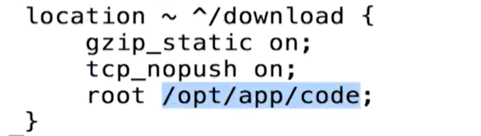 location ~ ^/download {
gzip_static on;
tcp_nopush on;
root /opt/app/code;
}